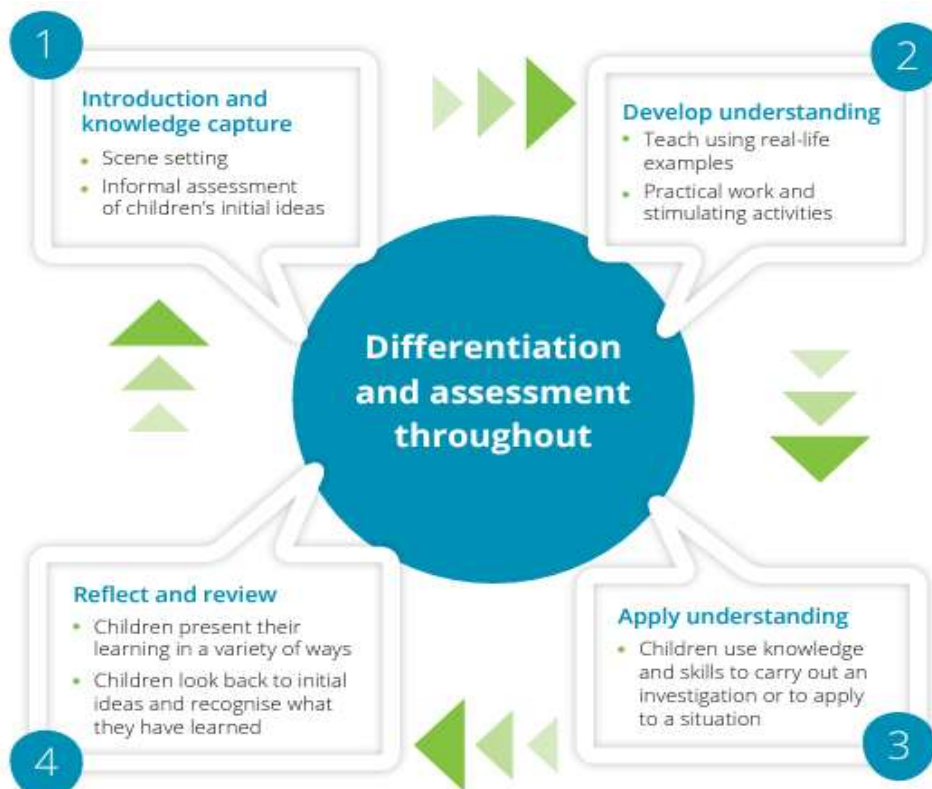 1
Introduction and
knowledge capture
• Scene setting
• Informal assessment
of children's initial ideas
2
Develop understanding
• Teach using real-life
examples
• Practical work and
stimulating activities
Differentiation
and assessment
throughout
3
Apply understanding
• Children use knowledge
and skills to carry out an
investigation or to apply
to a situation
4
Reflect and review
• Children present their
learning in a variety of ways
• Children look back to initial
ideas and recognise what
they have learned